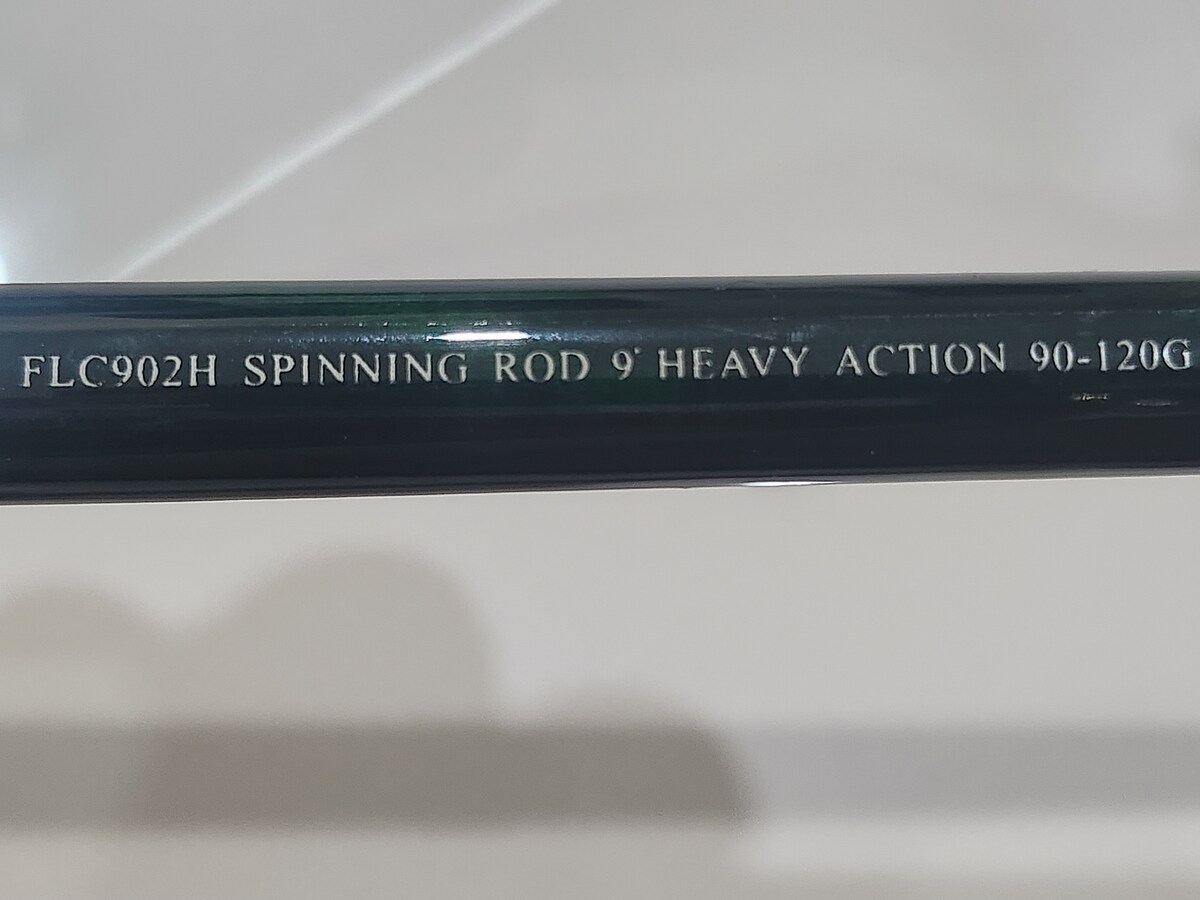 FLC902H SPINNING ROD 9' HEAVY ACTION 90-120G